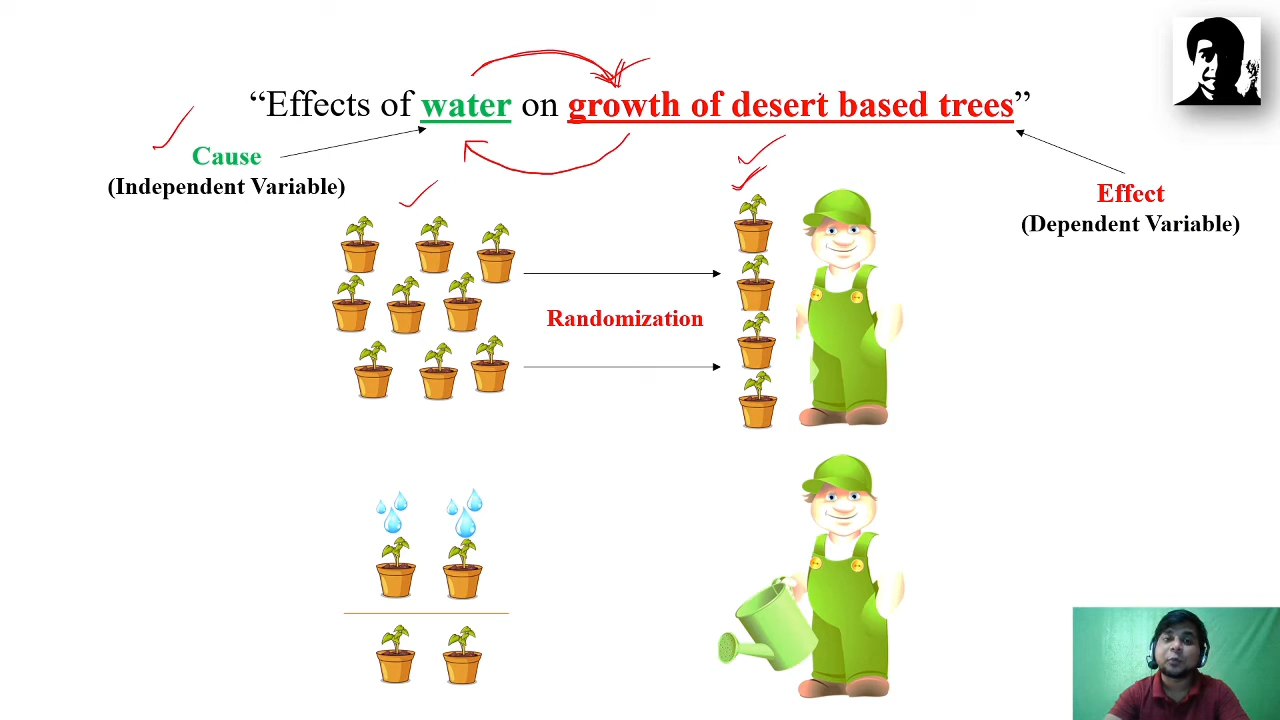 “Effects of water on growth of desert based trees”
Cause
(Independent Variable)
Effect
(Dependent Variable)
Randomization